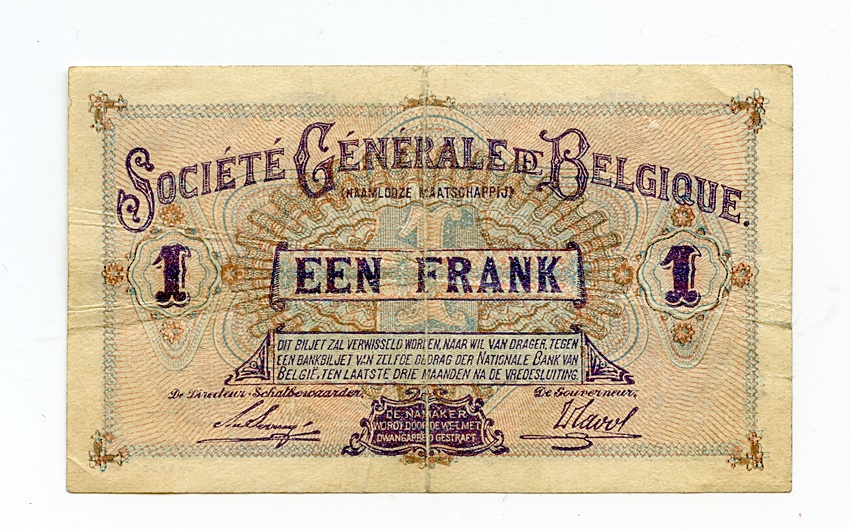 SOCIÉTÉ GÉNÉRALE DE BELGIQUE.
(NAAMLOOZE MAATSCHAPPIJ)
1
1 EEN FRANK 1
DIT BILJET ZAL VERWISSELD WORDEN, NAAR WIL VAN DRAGER, TEGEN
EEN BANKBILJET VAN ZELFDE BEDRAG DER NATIONALE BANK VAN
BELGIË, TEN LAATSTE DRIE MAANDEN NA DE VREDESLUITING.
De Directeur-Schatbewaarder, De Gouverneur,
DE NAMAKER
WORDT DOOR DE WET MET
DWANGARBEID GESTRAFT